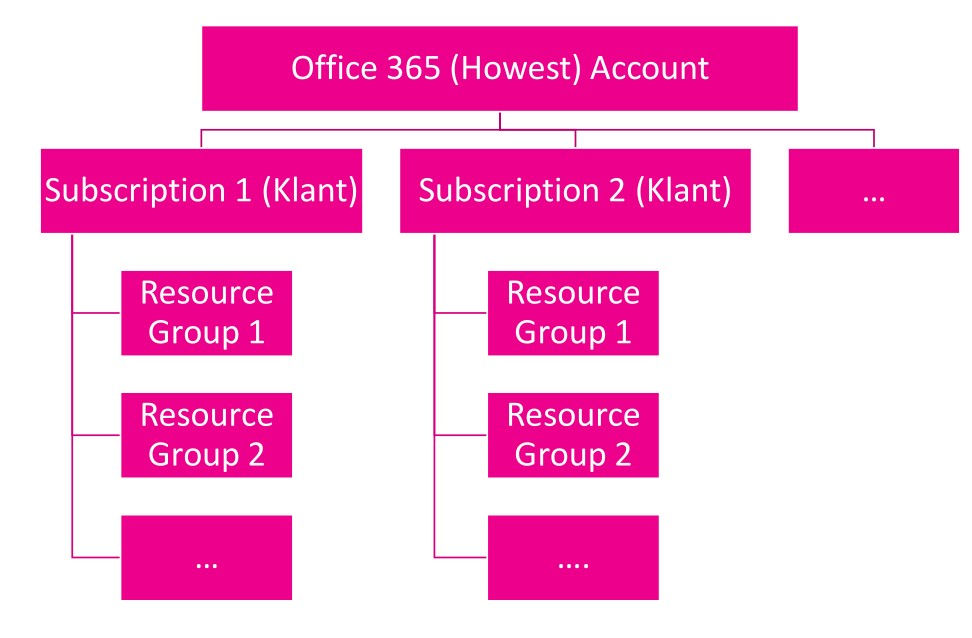 Office 365 (Howest) Account
Subscription 1 (Klant)
Subscription 2 (Klant)
...
Resource
Group 1
Resource
Group 1
Resource
Group 2
Resource
Group 2
...
....